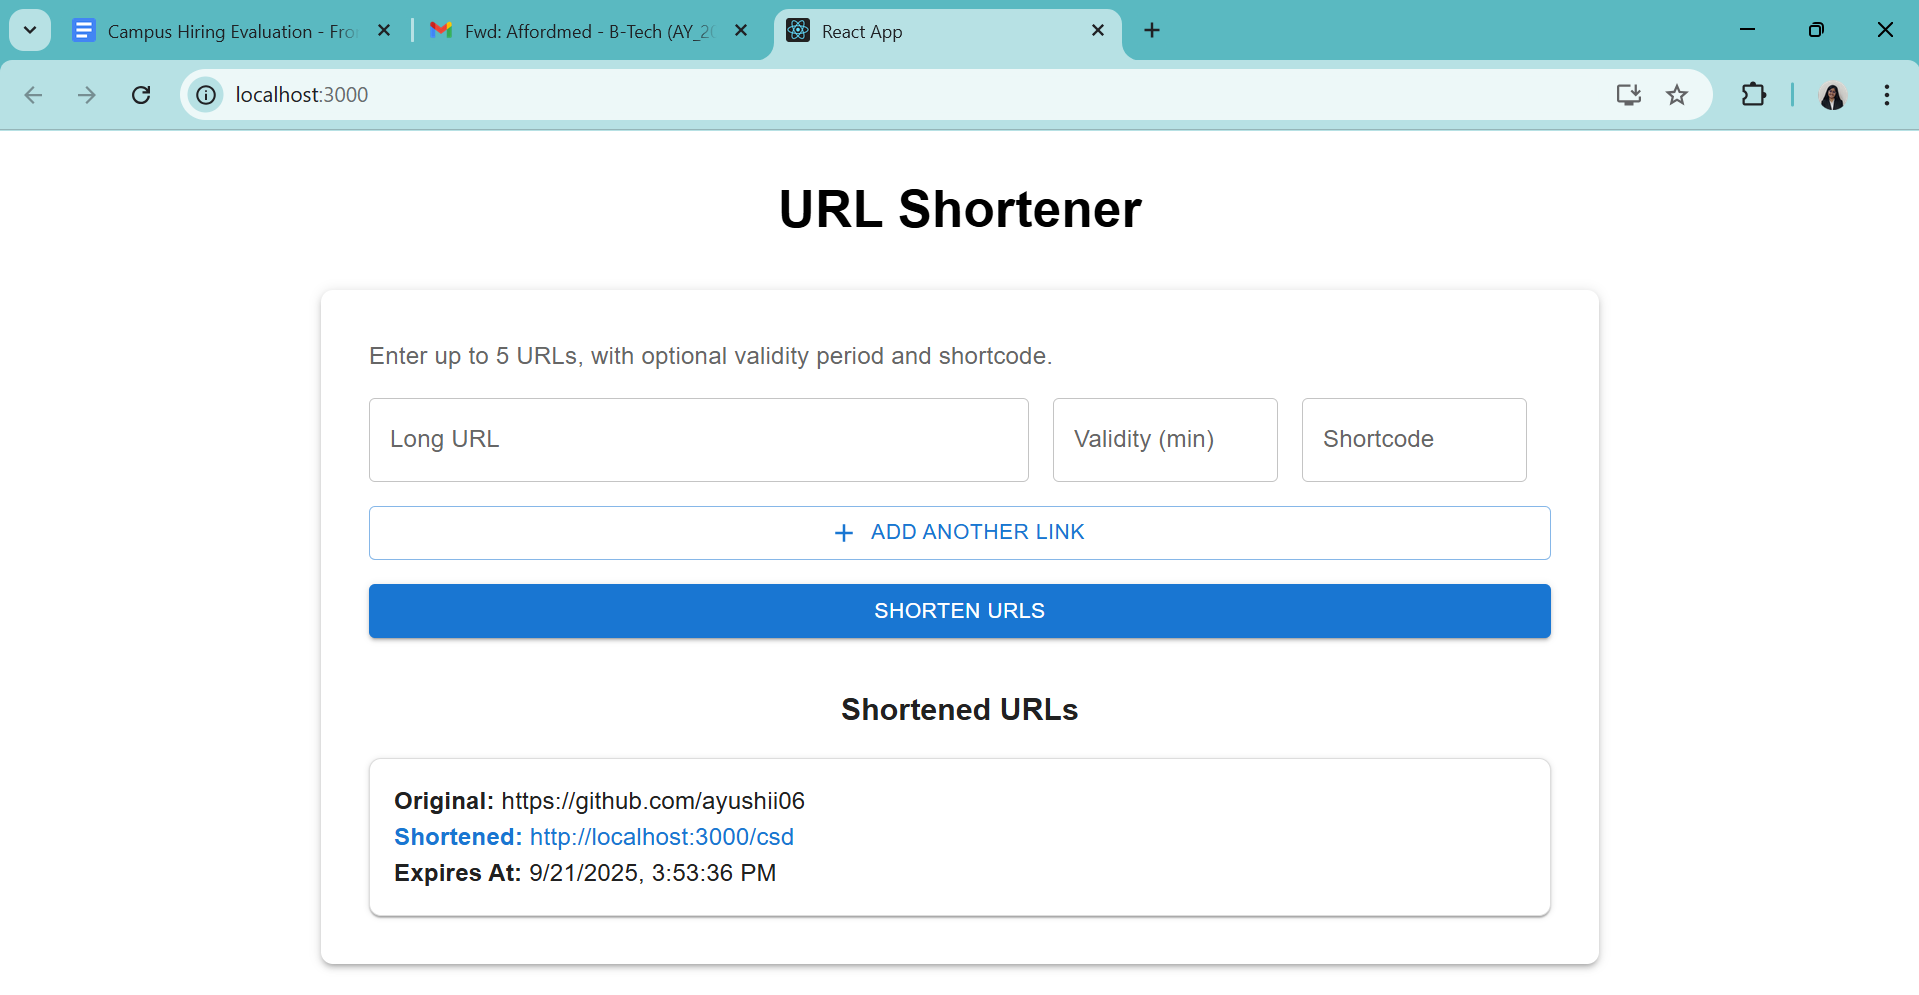 Campus Hiring Evaluation - Fro
Fwd: Affordmed - B-Tech (AY_20
React App
localhost:3000
URL Shortener
Enter up to 5 URLs, with optional validity period and shortcode.
Long URL
Validity (min)
Shortcode
+ ADD ANOTHER LINK
SHORTEN URLS
Shortened URLs
Original: https://github.com/ayushii06
Shortened: http://localhost:3000/csd
Expires At: 9/21/2025, 3:53:36 PM